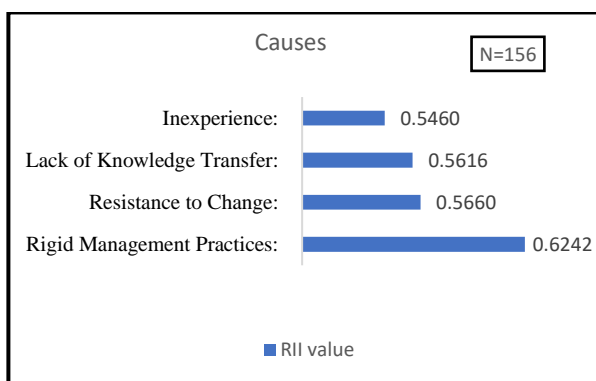 Causes
N=156
Inexperience: 0.5460
Lack of Knowledge Transfer: 0.5616
Resistance to Change: 0.5660
Rigid Management Practices: 0.6242
RII value